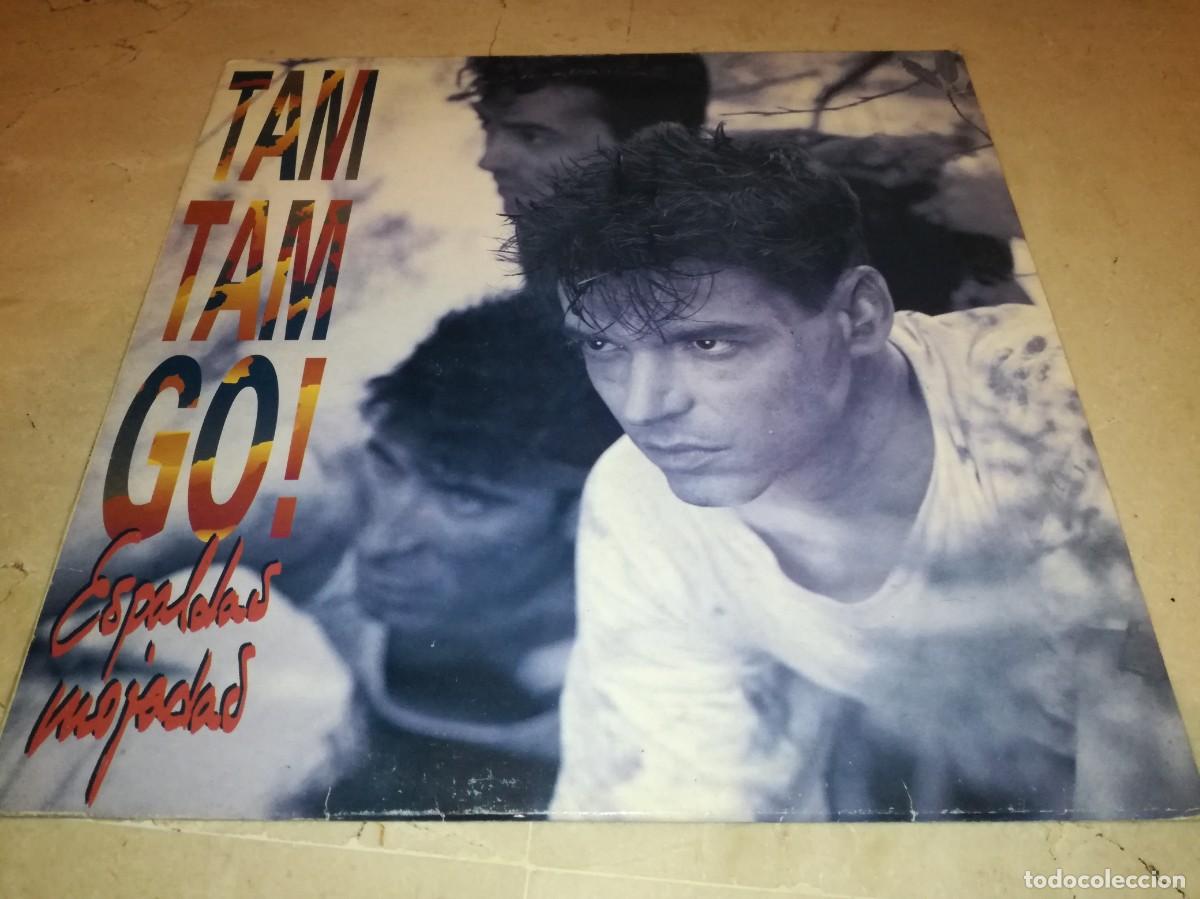 TAM
TAM
GO!
Espaldas
mojadas
todocoleccion